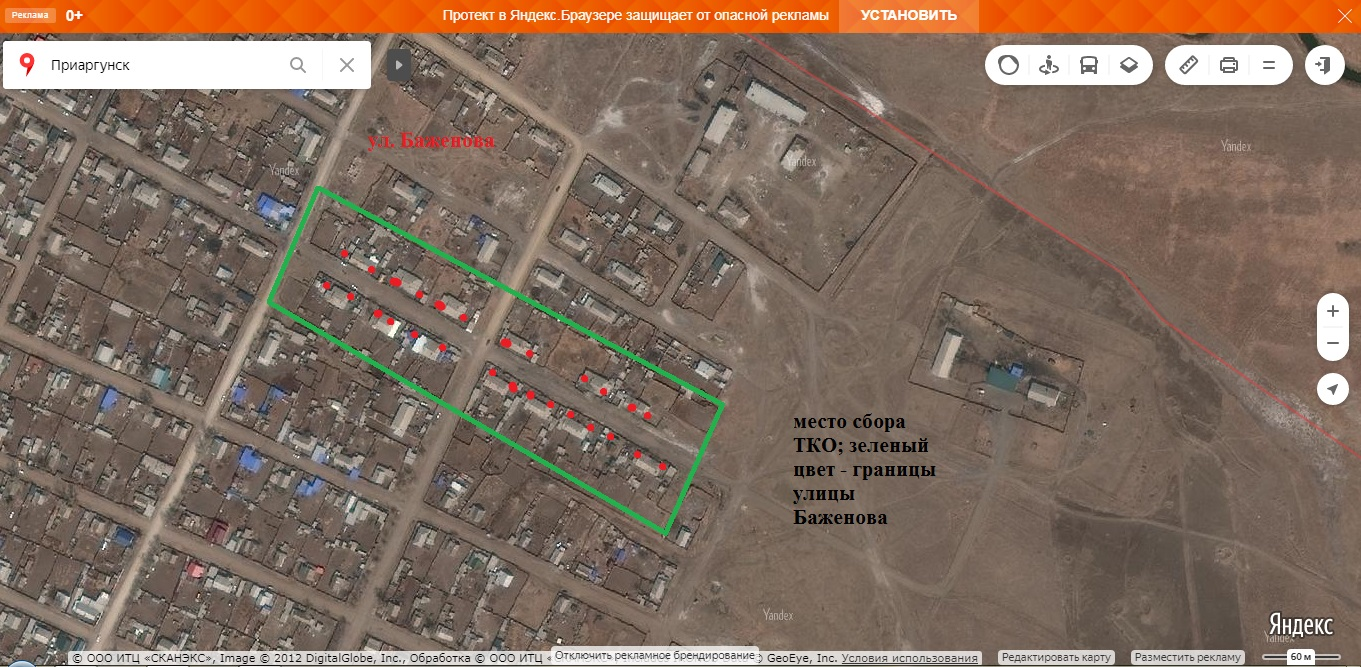 Реклама
0+
Протект в Яндекс.Браузере защищает от опасной рекламы
УСТАНОВИТЬ
Приаргунск
ул. Баженова
Yandex
Yandex
Yandex
место сбора
ТКО; зеленый
цвет - границы
улицы
Баженова
Yandex
Яндекс
Yandex
© ООО ИТЦ «СКАНЭКС», Image © 2012 DigitalGlobe, Inc., Обработка © ООО ИТЦ «
Отключить рекламное брендирование
© GeoEye, Inc. Условия использования
Редактировать карту
Разместить рекламу
60 м